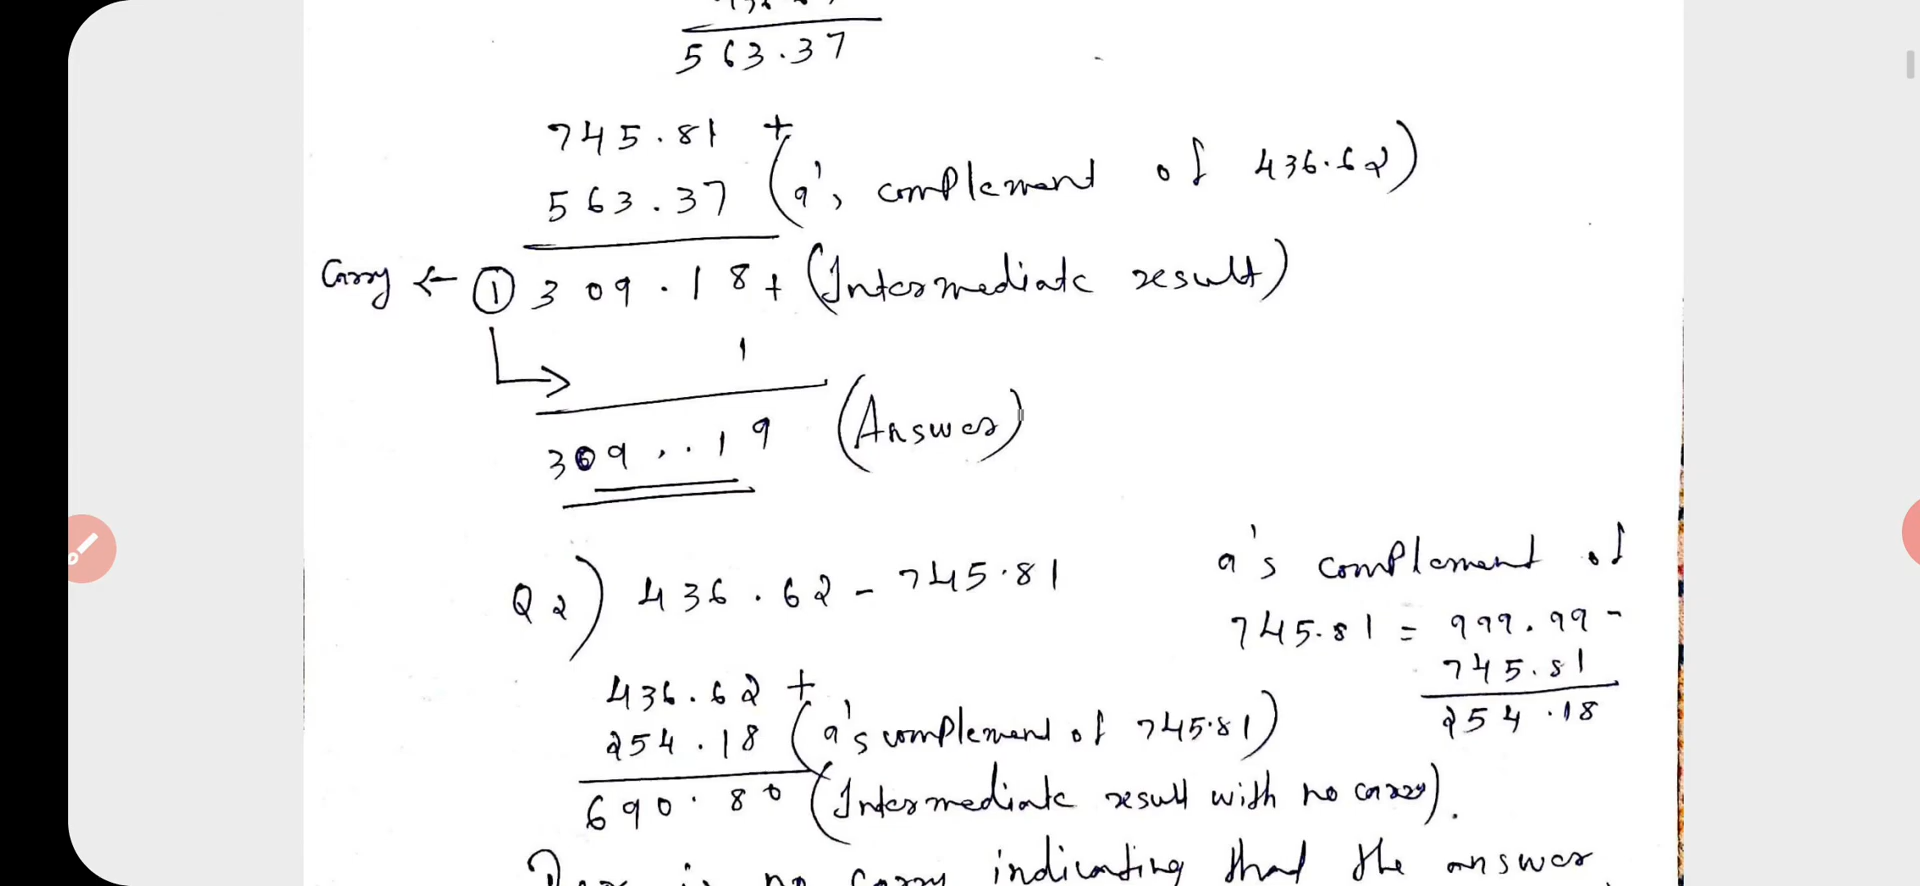 563.37
745.81 +
563.37 (9's complement of 436.62)
Carry ← 1 309.18 + (Intermediate result)
1
309..19 (Answer)
Q2) 436.62 - 745.81
9's complement of
745.81 = 999.99 -
745.81
254.18
436.62 +
254.18 (9's complement of 745.81)
690.80 (Intermediate result with no carry).
There is no carry indicating that the answer